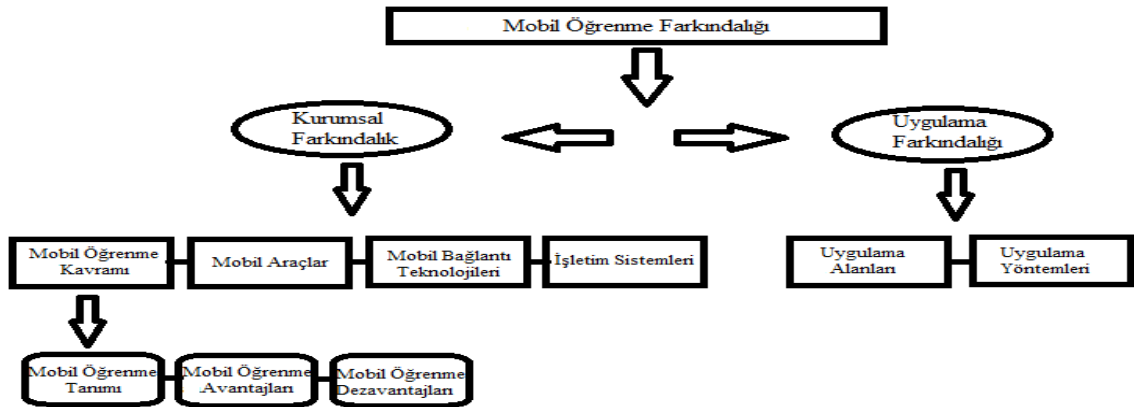 Mobil Öğrenme Farkındalığı
Kurumsal
Farkındalık
Uygulama
Farkındalığı
Mobil Öğrenme
Kavramı
Mobil Araçlar
Mobil Bağlantı
Teknolojileri
İşletim Sistemleri
Uygulama
Alanları
Uygulama
Yöntemleri
Mobil Öğrenme
Tanımı
Mobil Öğrenme
Avantajları
Mobil Öğrenme
Dezavantajları